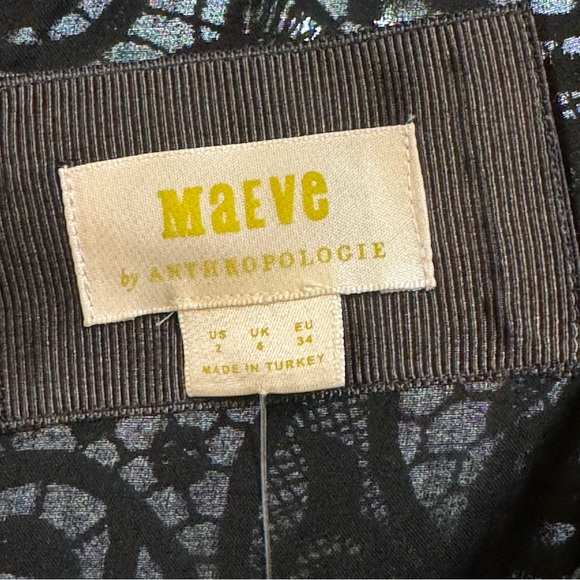 MaEve
by ANTHROPOLOGIE
US UK EU
2 6 34
MADE IN TURKEY